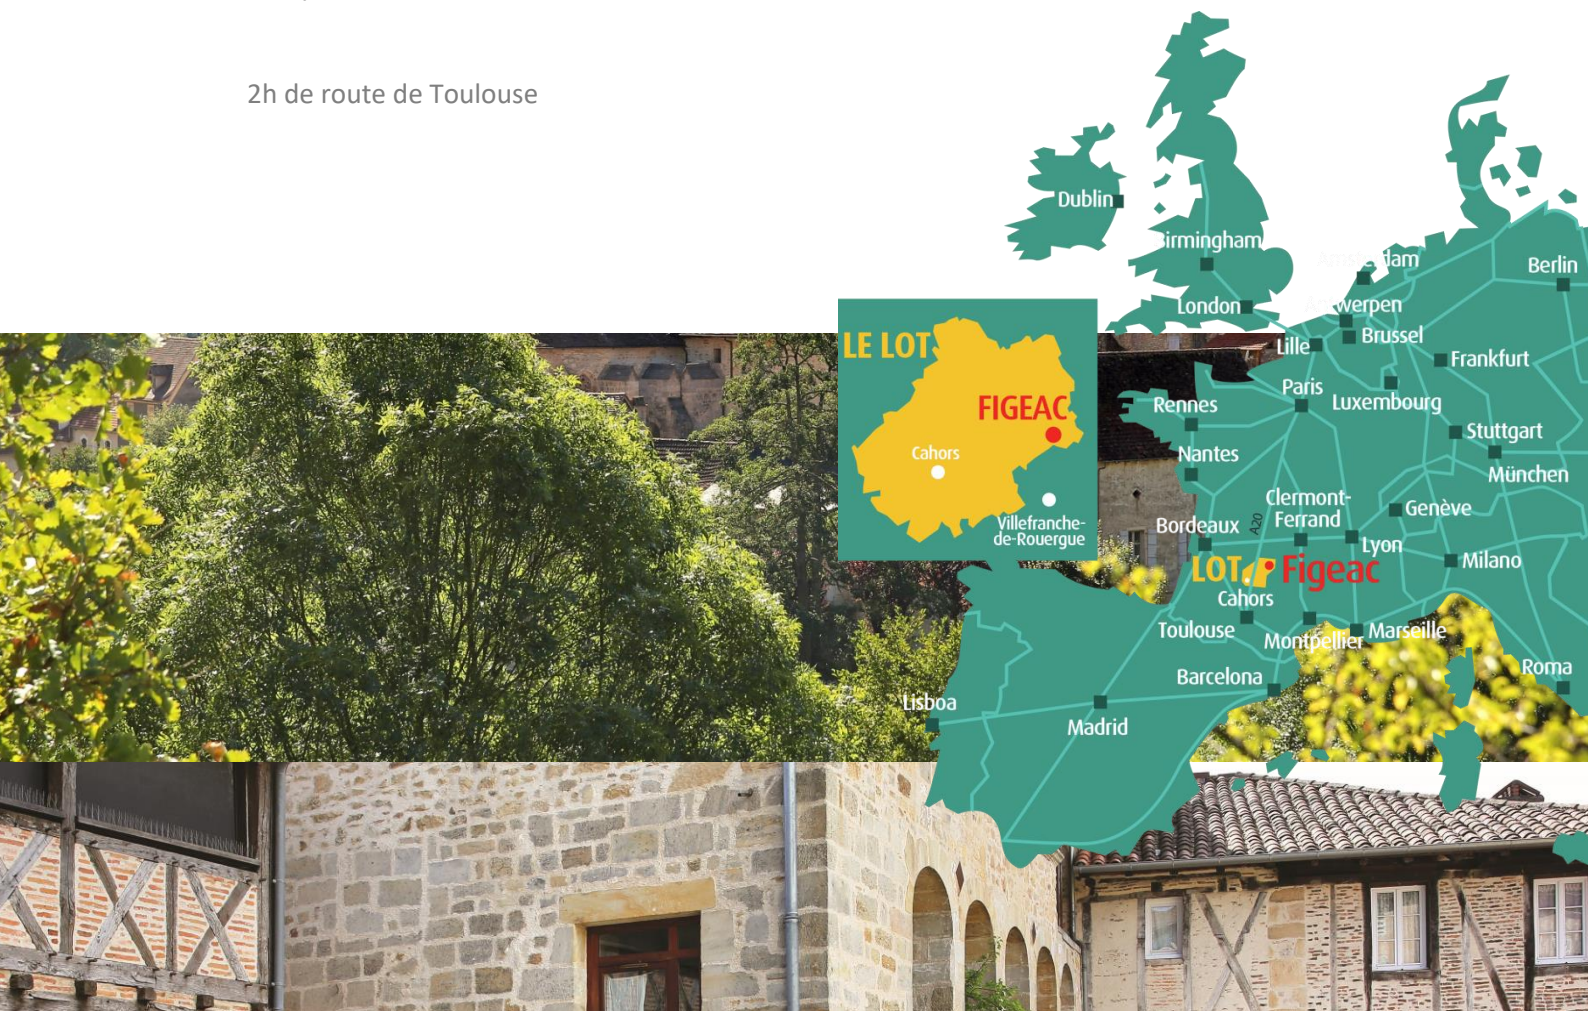 2h de route de Toulouse
Dublin
Birmingham
Amsterdam
Berlin
London
Antwerpen
Brussel
Lille
Frankfurt
Paris
Luxembourg
Rennes
Stuttgart
Nantes
München
Clermont-
Ferrand
Genève
Bordeaux
A20
Lyon
Milano
LOT
Figeac
Cahors
Toulouse
Montpellier
Marseille
Barcelona
Roma
Lisboa
Madrid
LE LOT
FIGEAC
Cahors
Villefranche-
de-Rouergue